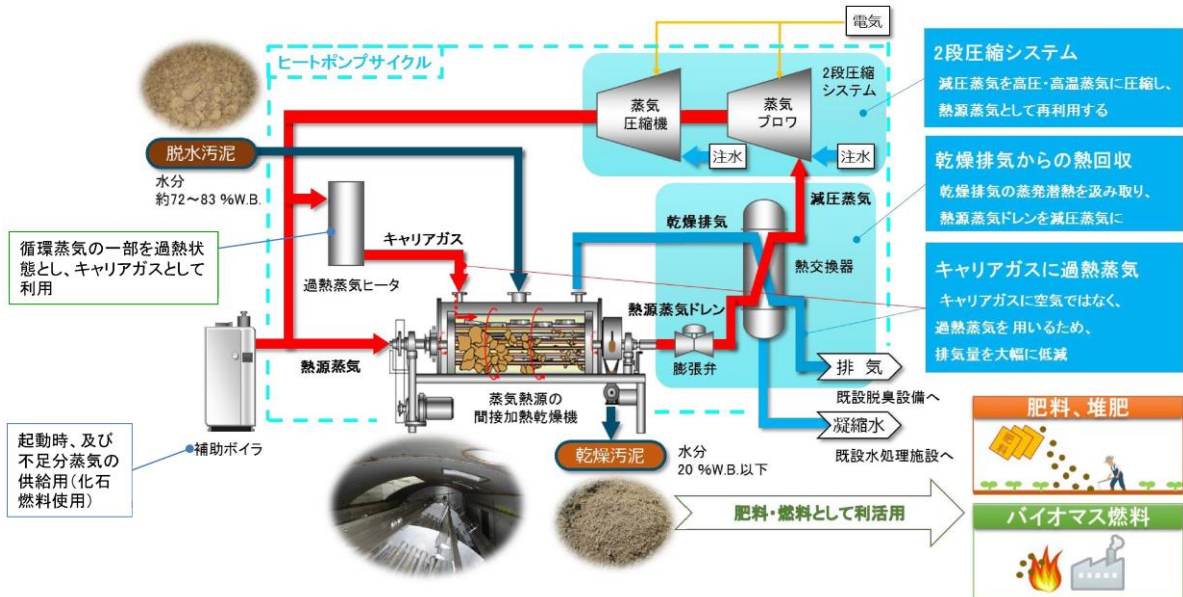 ヒートポンプサイクル
電気
2段圧縮
システム
蒸気
圧縮機
蒸気
ブロワ
注水
注水
脱水汚泥
水分
約72～83 %W.B.
循環蒸気の一部を過熱状
態とし、キャリアガスとして
利用
過熱蒸気ヒータ
キャリアガス
乾燥排気
減圧蒸気
熱交換器
熱源蒸気ドレン
膨張弁
熱源蒸気
蒸気熱源の
間接加熱乾燥機
補助ボイラ
起動時、及び
不足分蒸気の
供給用(化石
燃料使用)
排 気
既設脱臭設備へ
凝縮水
既設水処理施設へ
乾燥汚泥
水分
20 %W.B.以下
肥料・燃料として利活用
2段圧縮システム
減圧蒸気を高圧・高温蒸気に圧縮し、
熱源蒸気として再利用する
乾燥排気からの熱回収
乾燥排気の蒸発潜熱を汲み取り、
熱源蒸気ドレンを減圧蒸気に
キャリアガスに過熱蒸気
キャリアガスに空気ではなく、
過熱蒸気を用いるため、
排気量を大幅に低減
肥料、堆肥
肥料
バイオマス燃料